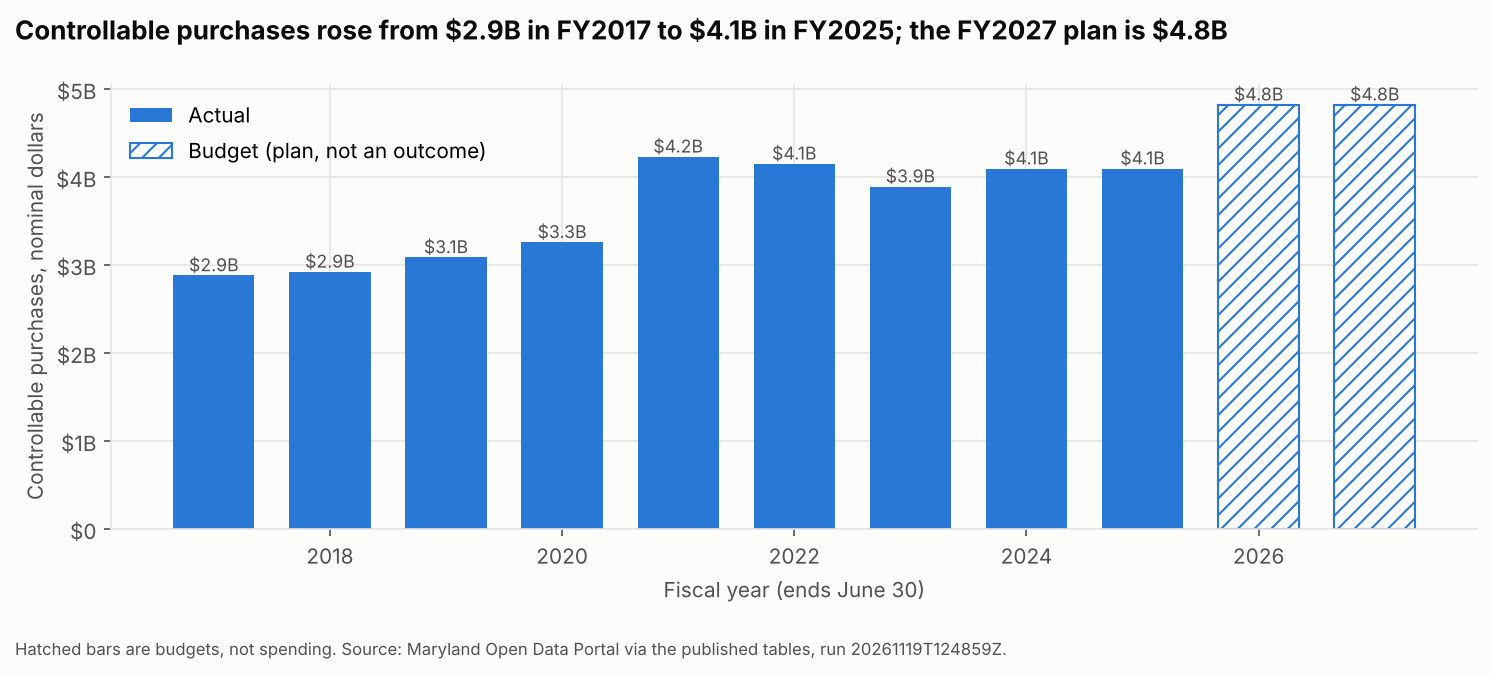 Controllable purchases rose from $2.9B in FY2017 to $4.1B in FY2025; the FY2027 plan is $4.8B
Controllable purchases, nominal dollars
$5B
$4B
$3B
$2B
$1B
$0
Actual
Budget (plan, not an outcome)
$2.9B
$2.9B
$3.1B
$3.3B
$4.2B
$4.1B
$3.9B
$4.1B
$4.1B
$4.8B
$4.8B
2018
2020
2022
2024
2026
Fiscal year (ends June 30)
Hatched bars are budgets, not spending. Source: Maryland Open Data Portal via the published tables, run 20261119T124859Z.